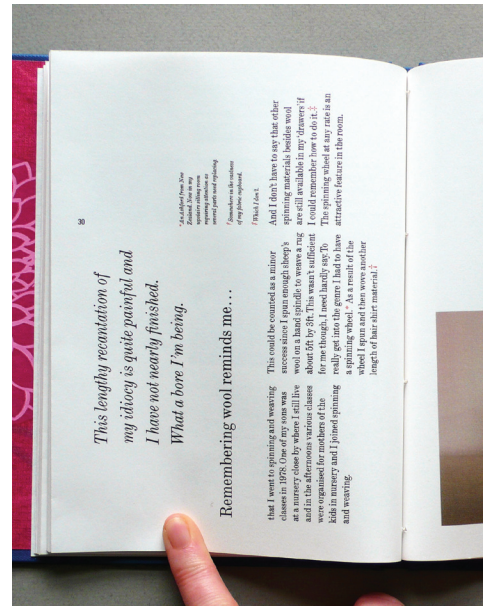 This lengthy recantation of
my idiocy is quite painful and
I have not nearly finished.
What a bore I'm being.
Remembering wool reminds me...
that I went to spinning and weaving
classes in 1978. One of my sons was
at a nursery close by where I still live
and in the afternoons various classes
were organised for mothers of the
kids in nursery and I joined spinning
and weaving.
This could be counted as a minor
success since I spun enough sheep's
wool on a hand spindle to weave a rug
about 5ft by 3ft. This wasn't sufficient
for me though, I need hardly say. To
really get into the genre I had to have
a spinning wheel.* As a result of the
wheel I spun and then wove another
length of hair shirt material.†
And I don't have to say that other
spinning materials besides wool
are still available in my 'drawers' if
I could remember how to do it.‡
The spinning wheel at any rate is an
attractive feature in the room.
30
* An Ashford from New
Zealand. Now in my
upstairs sitting room
requiring attention as
several parts need replacing.
† Somewhere in the vastness
of my fabric cupboard.
‡ Which I don't.